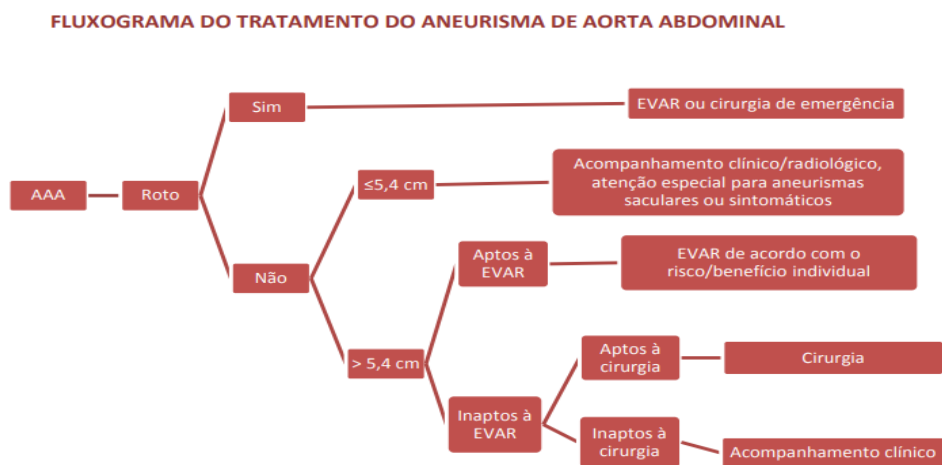 FLUXOGRAMA DO TRATAMENTO DO ANEURISMA DE AORTA ABDOMINAL
Sim
EVAR ou cirurgia de emergência
AAA
Roto
≤5,4 cm
Acompanhamento clínico/radiológico,
atenção especial para aneurismas
saculares ou sintomáticos
Não
Aptos à
EVAR
EVAR de acordo com o
risco/benefício individual
> 5,4 cm
Aptos à
cirurgia
Cirurgia
Inaptos à
EVAR
Inaptos à
cirurgia
Acompanhamento clínico